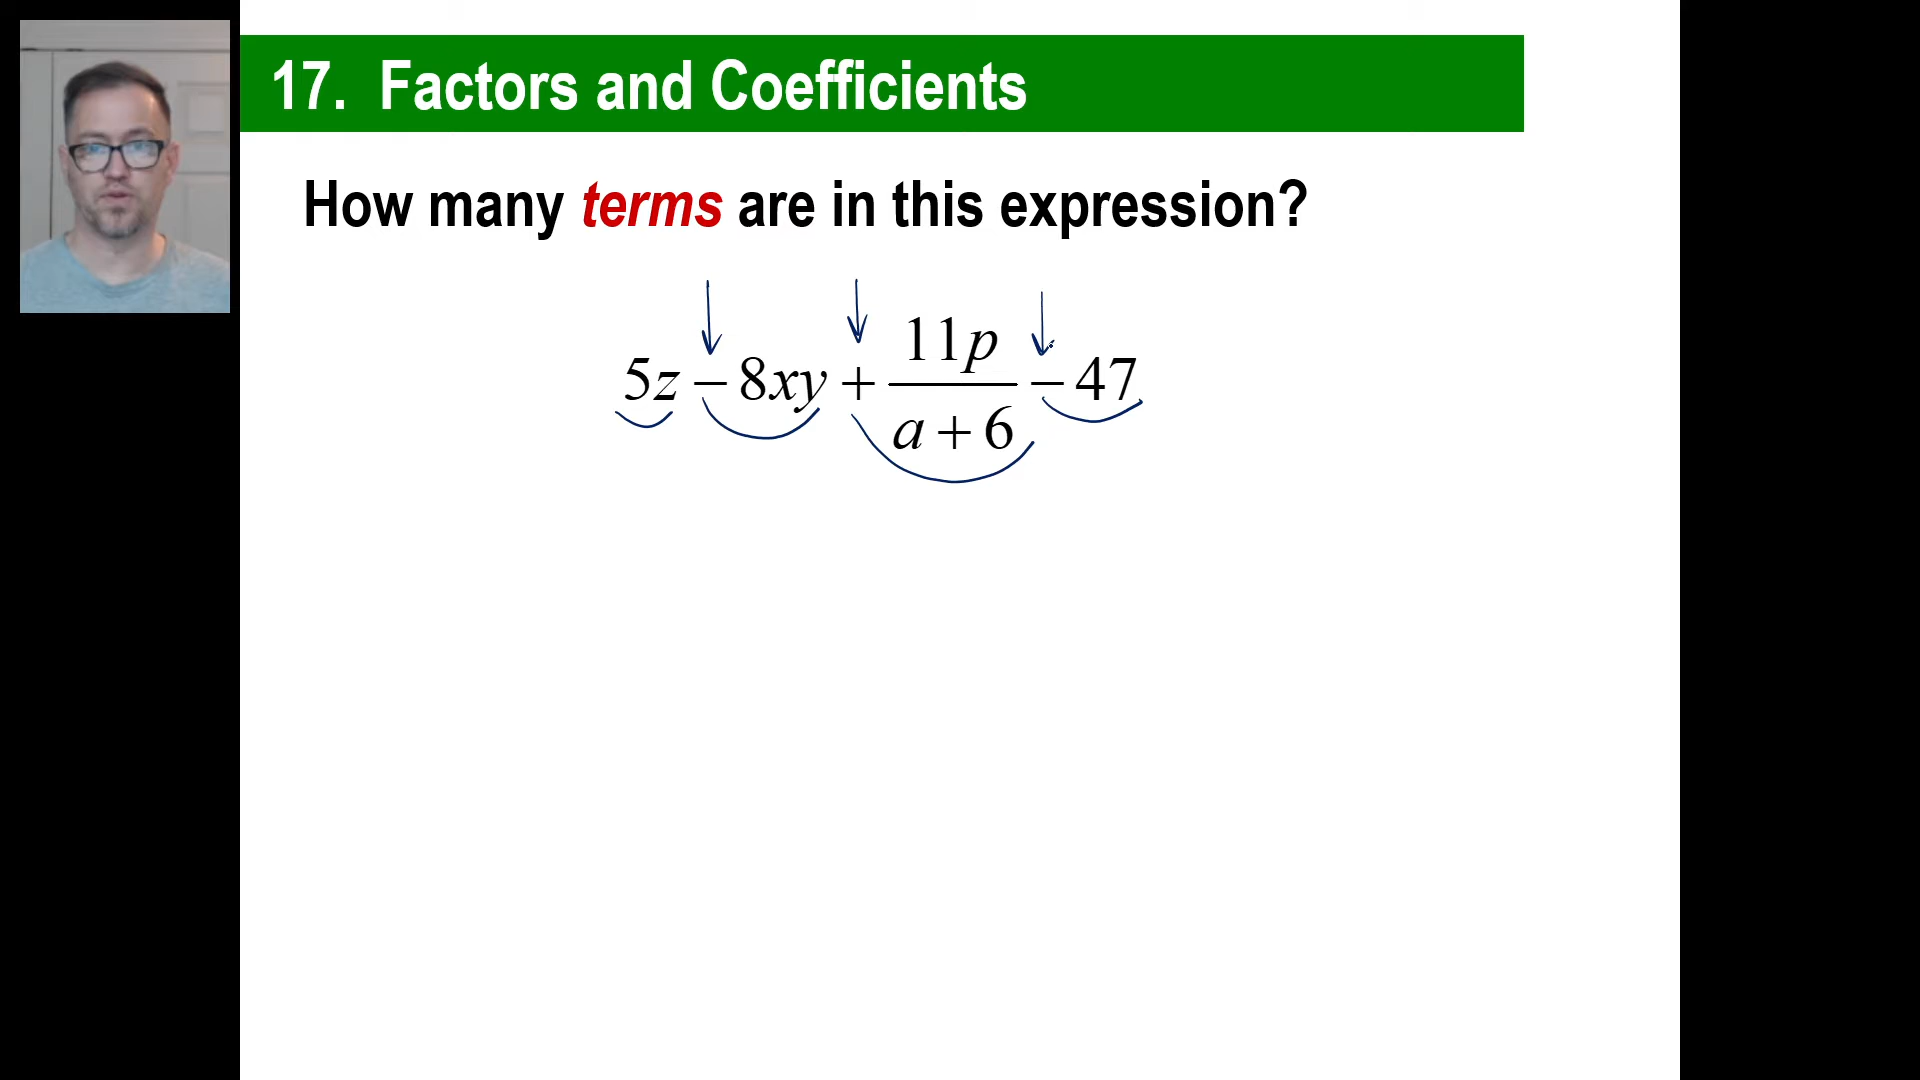 17. Factors and Coefficients
How many terms are in this expression?
5z − 8xy + 11p/(a + 6) − 47